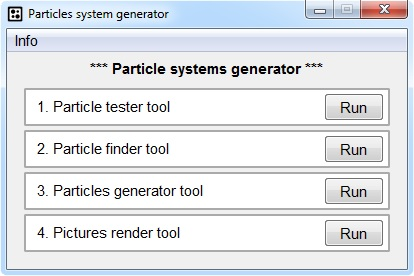 Particles system generator
Info
*** Particle systems generator ***
1. Particle tester tool Run
2. Particle finder tool Run
3. Particles generator tool Run
4. Pictures render tool Run